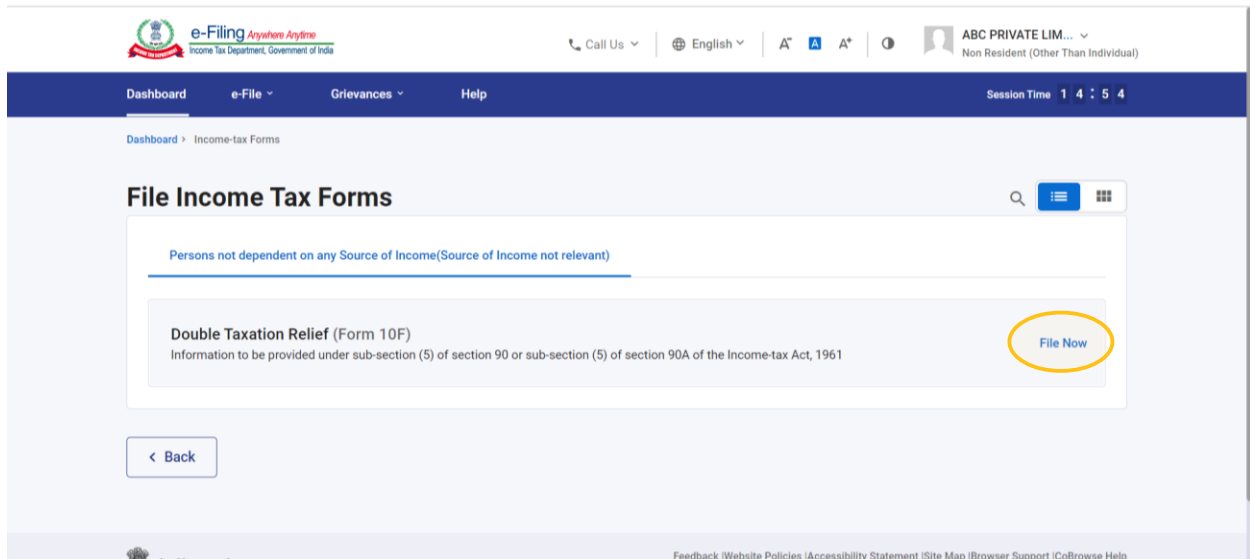 e-Filing Anywhere Anytime
Income Tax Department, Government of India
Call Us
English
A-
A
A+
ABC PRIVATE LIM...
Non Resident (Other Than Individual)
Dashboard
e-File
Grievances
Help
Session Time 1 4 : 5 4
Dashboard > Income-tax Forms
File Income Tax Forms
Persons not dependent on any Source of Income(Source of Income not relevant)
Double Taxation Relief (Form 10F)
Information to be provided under sub-section (5) of section 90 or sub-section (5) of section 90A of the Income-tax Act, 1961
File Now
< Back
Feedback |Website Policies |Accessibility Statement |Site Map |Browser Support |CoBrowse Help